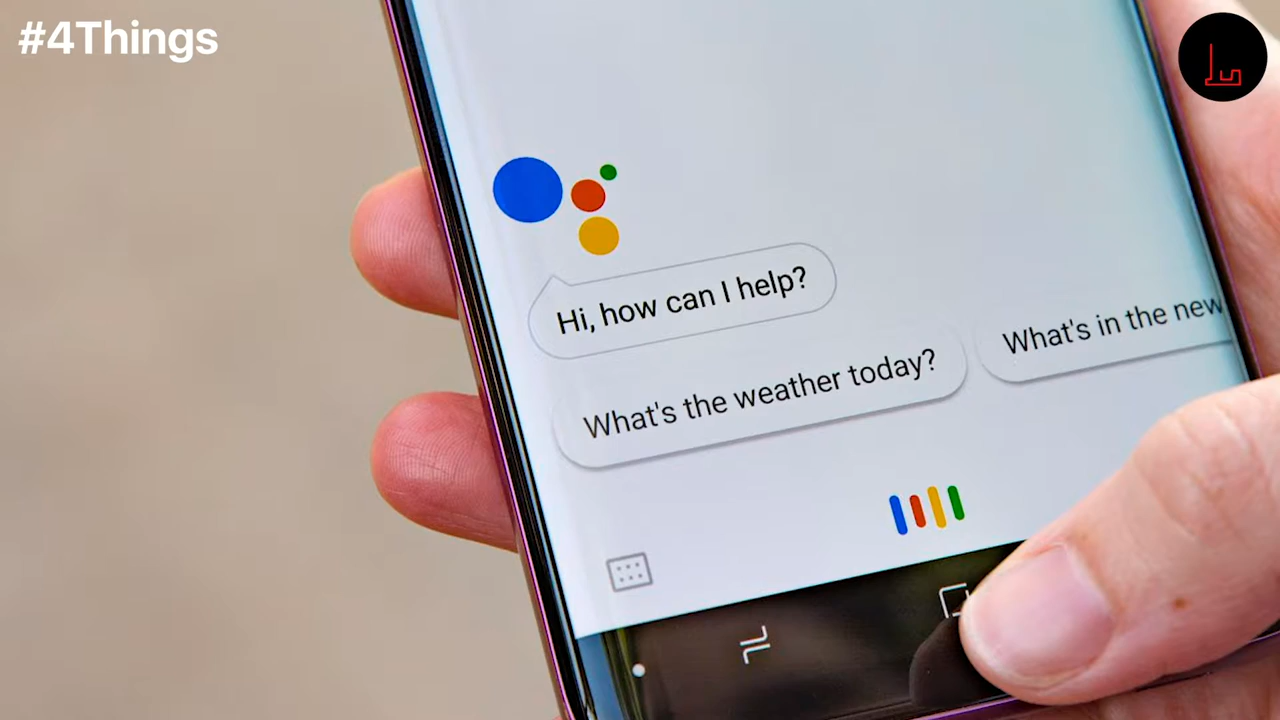 #4Things
Hi, how can I help?
What's the weather today?
What's in the new